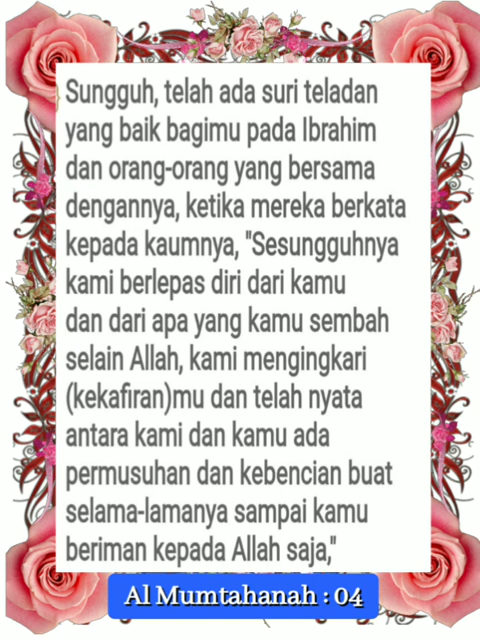 Sungguh, telah ada suri teladan
yang baik bagimu pada Ibrahim
dan orang-orang yang bersama
dengannya, ketika mereka berkata
kepada kaumnya, "Sesungguhnya
kami berlepas diri dari kamu
dan dari apa yang kamu sembah
selain Allah, kami mengingkari
(kekafiran)mu dan telah nyata
antara kami dan kamu ada
permusuhan dan kebencian buat
selama-lamanya sampai kamu
beriman kepada Allah saja,"
Al Mumtahanah : 04